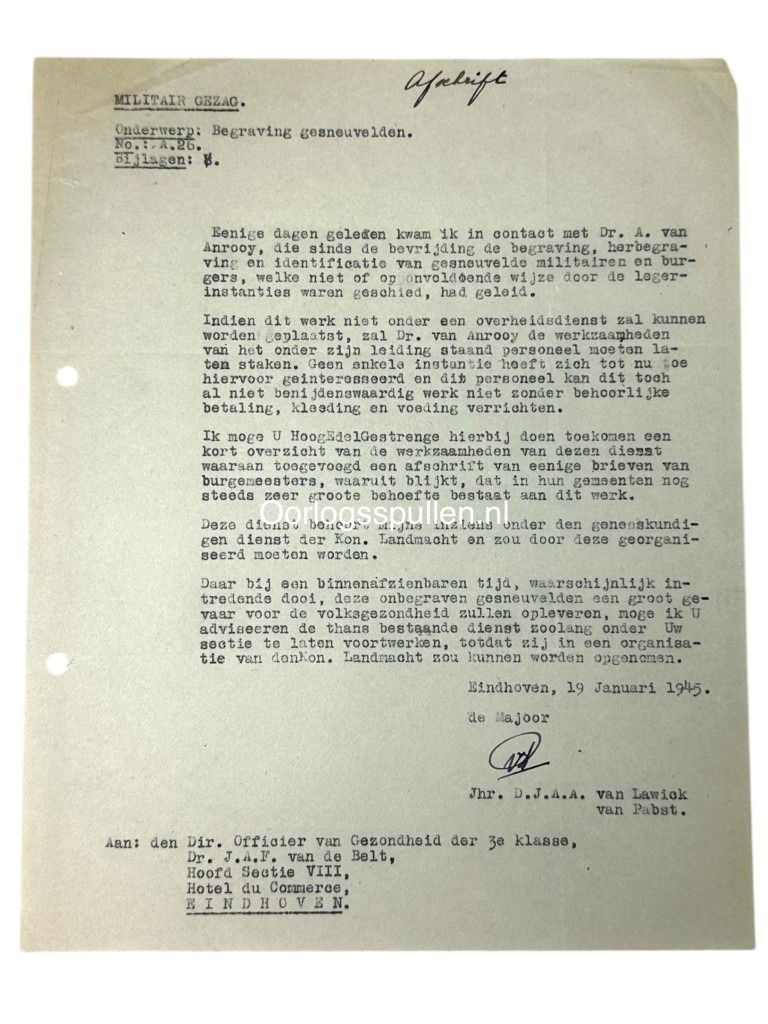 Afschrift
MILITAIR GEZAG.
Onderwerp: Begraving gesneuvelden.
No.:-A.26.
Bijlagen: .
Eenige dagen geleden kwam ik in contact met Dr. A. van
Anrooy, die sinds de bevrijding de begraving, herbegra-
ving en identificatie van gesneuvelde militairen en bur-
gers, welke niet of op onvoldoende wijze door de leger-
instanties waren geschied, had geleid.
Indien dit werk niet onder een overheidsdienst zal kunnen
worden geplaatst, zal Dr. van Anrooy de werkzaamheden
van het onder zijn leiding staand personeel moeten la-
ten staken. Geen enkele instantie heeft zich tot nu toe
hiervoor geinteresseerd en dit personeel kan dit toch
al niet benijdenswaardig werk niet zonder behoorlijke
betaling, kleeding en voeding verrichten.
Ik moge U HoogEdelGestrenge hierbij doen toekomen een
kort overzicht van de werkzaamheden van dezen dienst
waaraan toegevoegd een afschrift van eenige brieven van
burgemeesters, waaruit blijkt, dat in hun gemeenten nog
steeds zeer groote behoefte bestaat aan dit werk.
Oorlogsspullen.nl
Deze dienst behoort mijns inziens onder den geneeskundi-
gen dienst der Kon. Landmacht en zou door deze georgani-
seerd moeten worden.
Daar bij een binnenafzienbaren tijd, waarschijnlijk in-
tredende dooi, deze onbegraven gesneuvelden een groot ge-
vaar voor de volksgezondheid zullen opleveren, moge ik U
adviseeren de thans bestaande dienst zoolang onder Uw
sectie te laten voortwerken, totdat zij in een organisa-
tie van denKon. Landmacht zou kunnen worden opgenomen.
Eindhoven, 19 Januari 1945.
de Majoor
Jhr. D.J.A.A. van Lawick
van Pabst.
Aan: den Dir. Officier van Gezondheid der 3e klasse,
Dr. J.A.F. van de Belt,
Hoofd Sectie VIII,
Hotel du Commerce,
E I N D H O V E N.